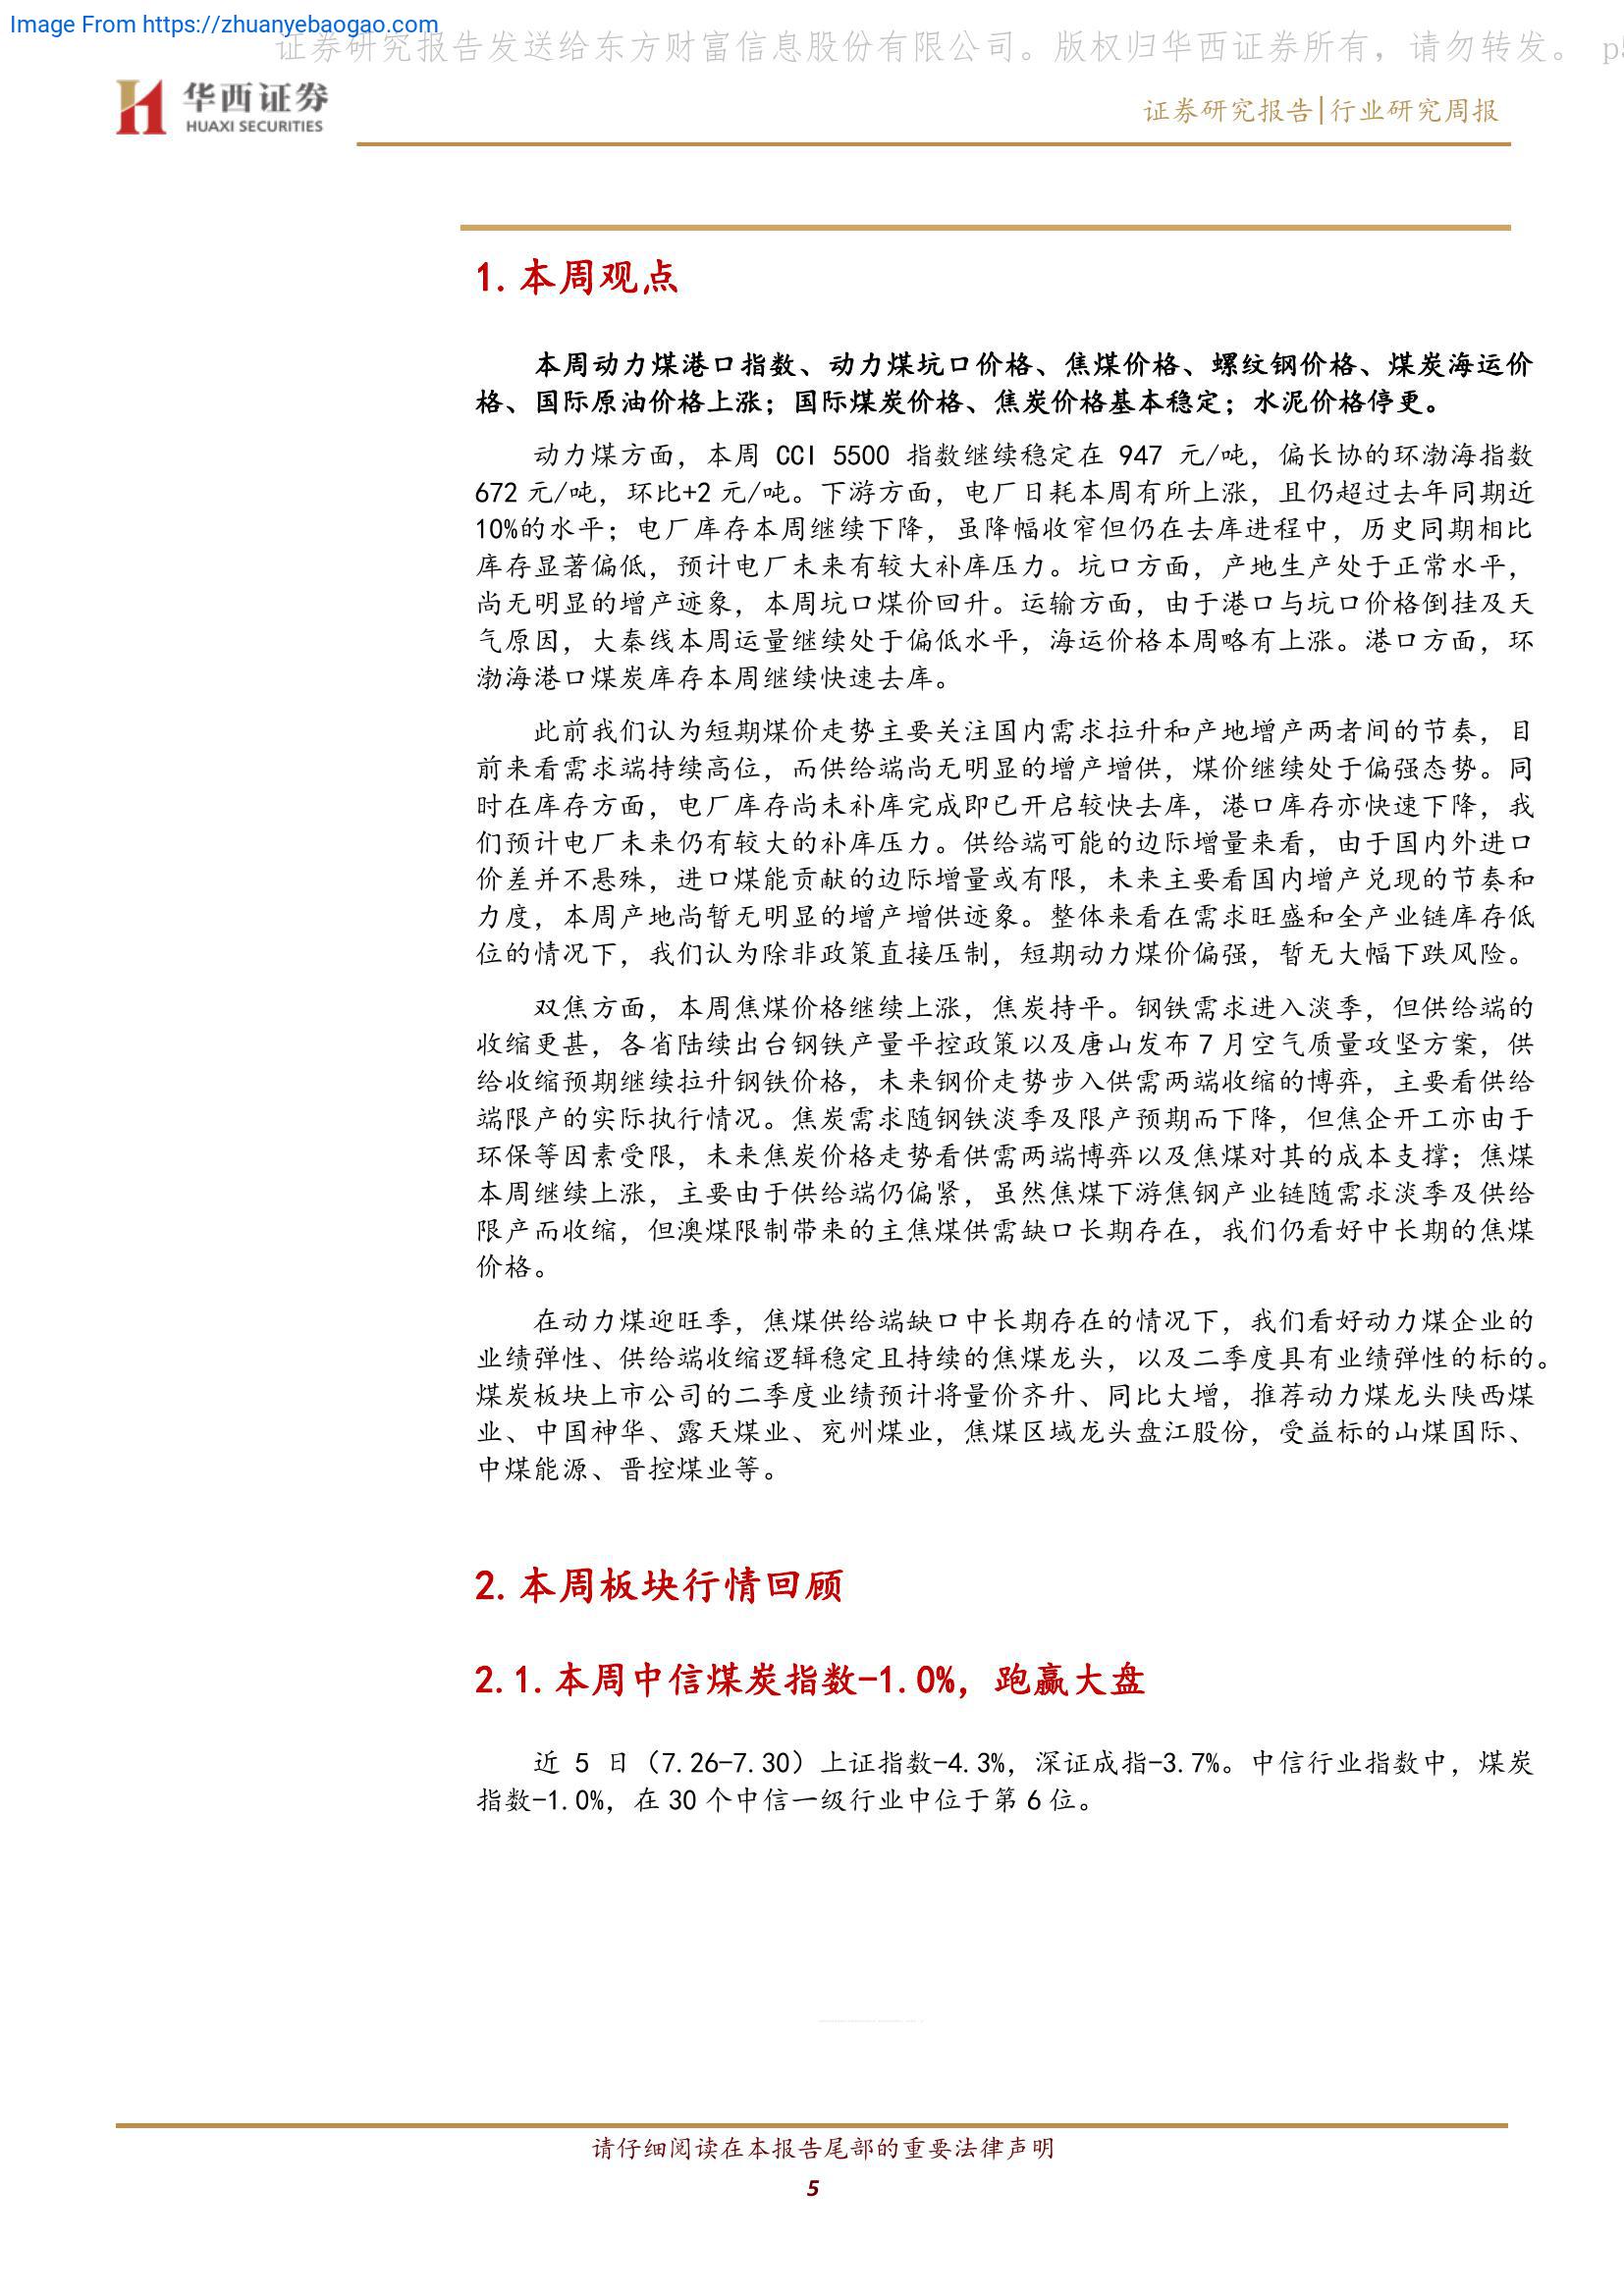 Image From https://zhuanyebaogao.com
证券研究报告发送给东方财富信息股份有限公司。版权归华西证券所有，请勿转发。 p5
华西证券
HUAXI SECURITIES
证券研究报告|行业研究周报
1. 本周观点
本周动力煤港口指数、动力煤坑口价格、焦煤价格、螺纹钢价格、煤炭海运价
格、国际原油价格上涨；国际煤炭价格、焦炭价格基本稳定；水泥价格停更。
动力煤方面，本周 CCI 5500 指数继续稳定在 947 元/吨，偏长协的环渤海指数
672 元/吨，环比+2 元/吨。下游方面，电厂日耗本周有所上涨，且仍超过去年同期近
10%的水平；电厂库存本周继续下降，虽降幅收窄但仍在去库进程中，历史同期相比
库存显著偏低，预计电厂未来有较大补库压力。坑口方面，产地生产处于正常水平，
尚无明显的增产迹象，本周坑口煤价回升。运输方面，由于港口与坑口价格倒挂及天
气原因，大秦线本周运量继续处于偏低水平，海运价格本周略有上涨。港口方面，环
渤海港口煤炭库存本周继续快速去库。
此前我们认为短期煤价走势主要关注国内需求拉升和产地增产两者间的节奏，目
前来看需求端持续高位，而供给端尚无明显的增产增供，煤价继续处于偏强态势。同
时在库存方面，电厂库存尚未补库完成即已开启较快去库，港口库存亦快速下降，我
们预计电厂未来仍有较大的补库压力。供给端可能的边际增量来看，由于国内外进口
价差并不悬殊，进口煤能贡献的边际增量或有限，未来主要看国内增产兑现的节奏和
力度，本周产地尚暂无明显的增产增供迹象。整体来看在需求旺盛和全产业链库存低
位的情况下，我们认为除非政策直接压制，短期动力煤价偏强，暂无大幅下跌风险。
双焦方面，本周焦煤价格继续上涨，焦炭持平。钢铁需求进入淡季，但供给端的
收缩更甚，各省陆续出台钢铁产量平控政策以及唐山发布 7 月空气质量攻坚方案，供
给收缩预期继续拉升钢铁价格，未来钢价走势步入供需两端收缩的博弈，主要看供给
端限产的实际执行情况。焦炭需求随钢铁淡季及限产预期而下降，但焦企开工亦由于
环保等因素受限，未来焦炭价格走势看供需两端博弈以及焦煤对其的成本支撑；焦煤
本周继续上涨，主要由于供给端仍偏紧，虽然焦煤下游焦钢产业链随需求淡季及供给
限产而收缩，但澳煤限制带来的主焦煤供需缺口长期存在，我们仍看好中长期的焦煤
价格。
在动力煤迎旺季，焦煤供给端缺口中长期存在的情况下，我们看好动力煤企业的
业绩弹性、供给端收缩逻辑稳定且持续的焦煤龙头，以及二季度具有业绩弹性的标的。
煤炭板块上市公司的二季度业绩预计将量价齐升、同比大增，推荐动力煤龙头陕西煤
业、中国神华、露天煤业、兖州煤业，焦煤区域龙头盘江股份，受益标的山煤国际、
中煤能源、晋控煤业等。
2. 本周板块行情回顾
2.1. 本周中信煤炭指数-1.0%，跑赢大盘
近 5 日（7.26-7.30）上证指数-4.3%，深证成指-3.7%。中信行业指数中，煤炭
指数-1.0%，在 30 个中信一级行业中位于第 6 位。
请仔细阅读在本报告尾部的重要法律声明
5